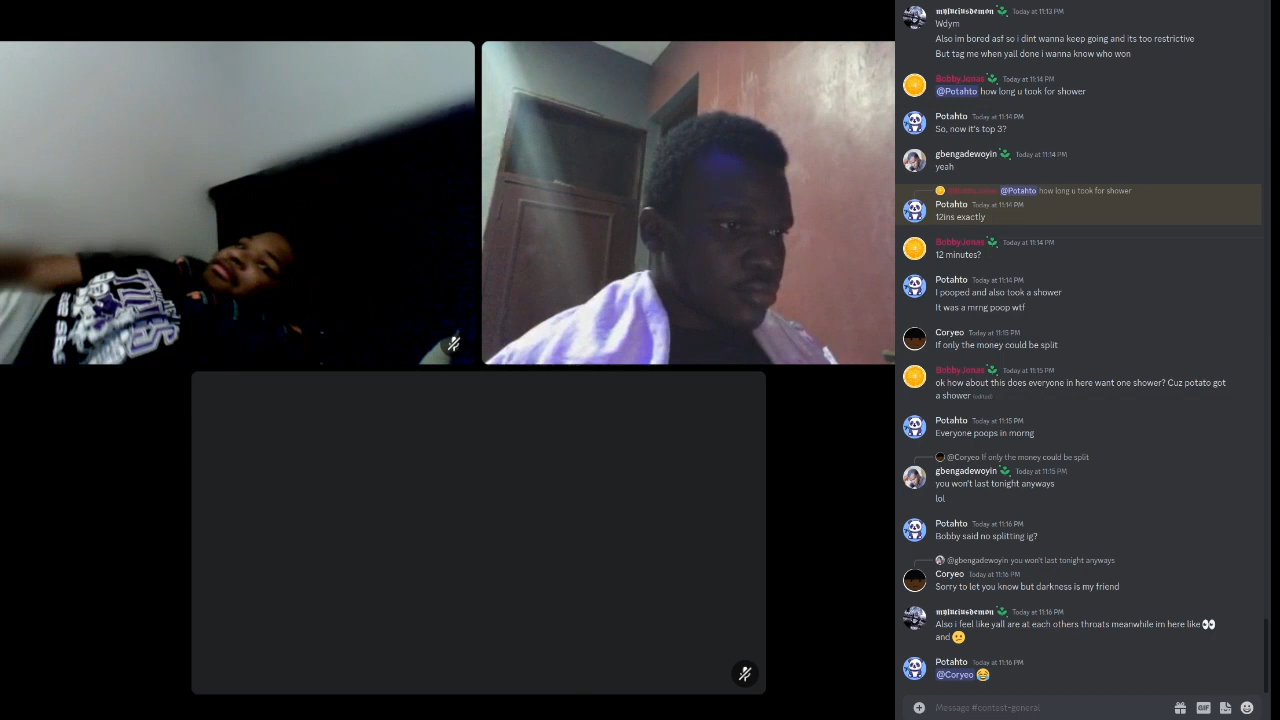 myluciusdemon Today at 11:13 PM
Wdym
Also im bored asf so i dint wanna keep going and its too restrictive
But tag me when yall done i wanna know who won
BobbyJonas Today at 11:14 PM
@Potahto how long u took for shower
Potahto Today at 11:14 PM
So, now it's top 3?
gbengadewoyin Today at 11:14 PM
yeah
@Potahto how long u took for shower
Potahto Today at 11:14 PM
12ins exactly
BobbyJonas Today at 11:14 PM
12 minutes?
Potahto Today at 11:14 PM
I pooped and also took a shower
It was a mrng poop wtf
Coryeo Today at 11:15 PM
If only the money could be split
BobbyJonas Today at 11:15 PM
ok how about this does everyone in here want one shower? Cuz potato got
a shower (edited)
Potahto Today at 11:15 PM
Everyone poops in morng
@Coryeo If only the money could be split
gbengadewoyin Today at 11:15 PM
you won't last tonight anyways
lol
Potahto Today at 11:16 PM
Bobby said no splitting ig?
@gbengadewoyin you won't last tonight anyways
Coryeo Today at 11:16 PM
Sorry to let you know but darkness is my friend
myluciusdemon Today at 11:16 PM
Also i feel like yall are at each others throats meanwhile im here like 👀
and 😕
Potahto Today at 11:16 PM
@Coryeo 😂
Message #contest-general
GIF